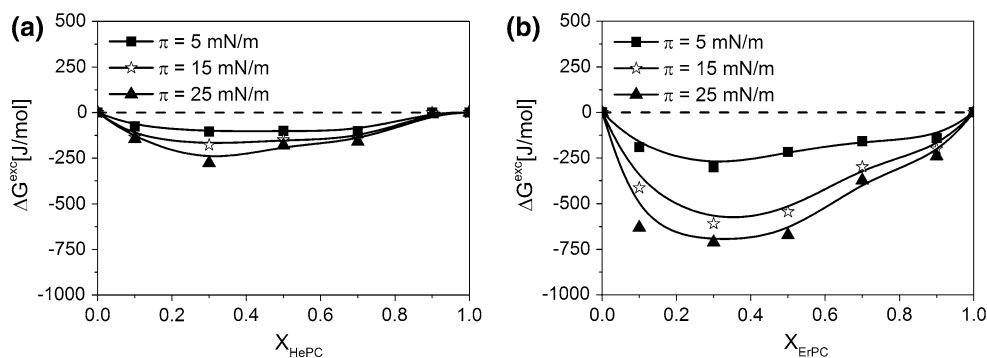 (a)
500
250
0
-250
-500
-750
-1000
ΔG^exc[J/mol]
π = 5 mN/m
π = 15 mN/m
π = 25 mN/m
0.0 0.2 0.4 0.6 0.8 1.0
X_HePC
(b)
500
250
0
-250
-500
-750
-1000
ΔG^exc[J/mol]
π = 5 mN/m
π = 15 mN/m
π = 25 mN/m
0.0 0.2 0.4 0.6 0.8 1.0
X_ErPC